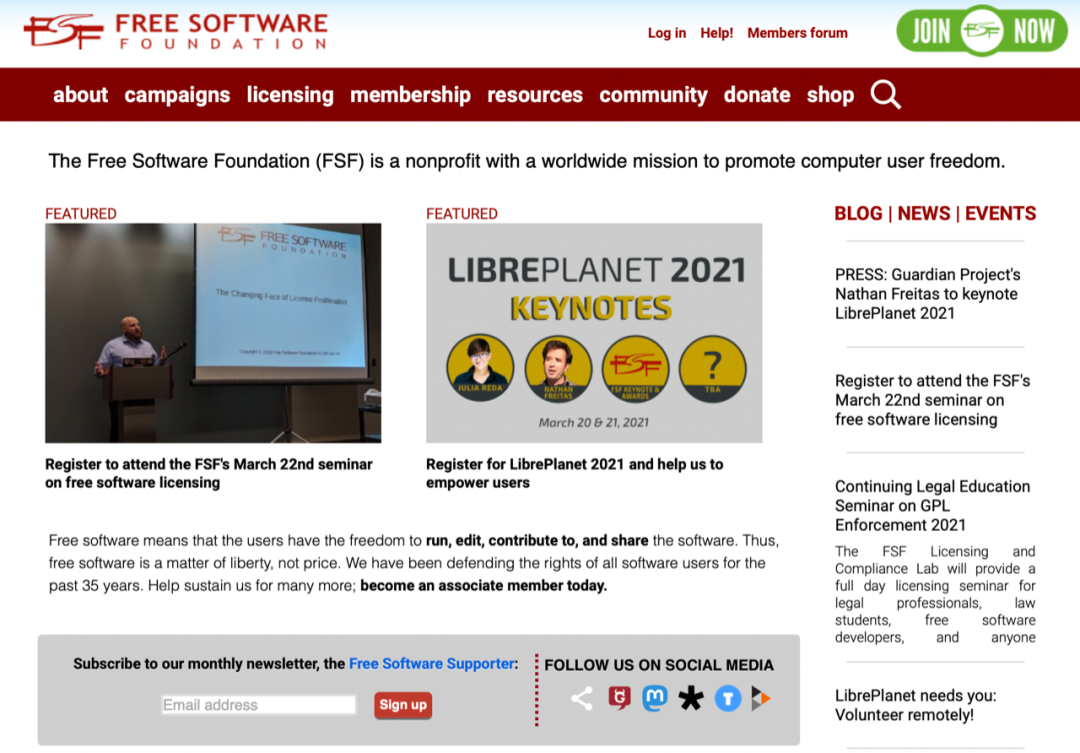 FSF FREE SOFTWARE
FOUNDATION
Log in Help! Members forum
JOIN FSF NOW
about campaigns licensing membership resources community donate shop
The Free Software Foundation (FSF) is a nonprofit with a worldwide mission to promote computer user freedom.
FEATURED
FSF FREE SOFTWARE
FOUNDATION
The Changing Face of License Proliferation
Register to attend the FSF's March 22nd seminar
on free software licensing
FEATURED
LIBREPLANET 2021
KEYNOTES
JULIA REDA
NATHAN
FREITAS
FSF
FSF KEYNOTE &
AWARDS
?
TBA
March 20 & 21, 2021
Register for LibrePlanet 2021 and help us to
empower users
Free software means that the users have the freedom to run, edit, contribute to, and share the software. Thus,
free software is a matter of liberty, not price. We have been defending the rights of all software users for the
past 35 years. Help sustain us for many more; become an associate member today.
Subscribe to our monthly newsletter, the Free Software Supporter:
Email address Sign up
FOLLOW US ON SOCIAL MEDIA
BLOG | NEWS | EVENTS
PRESS: Guardian Project's
Nathan Freitas to keynote
LibrePlanet 2021
Register to attend the FSF's
March 22nd seminar on
free software licensing
Continuing Legal Education
Seminar on GPL
Enforcement 2021
The FSF Licensing and
Compliance Lab will provide a
full day licensing seminar for
legal professionals, law
students, free software
developers, and anyone
LibrePlanet needs you:
Volunteer remotely!